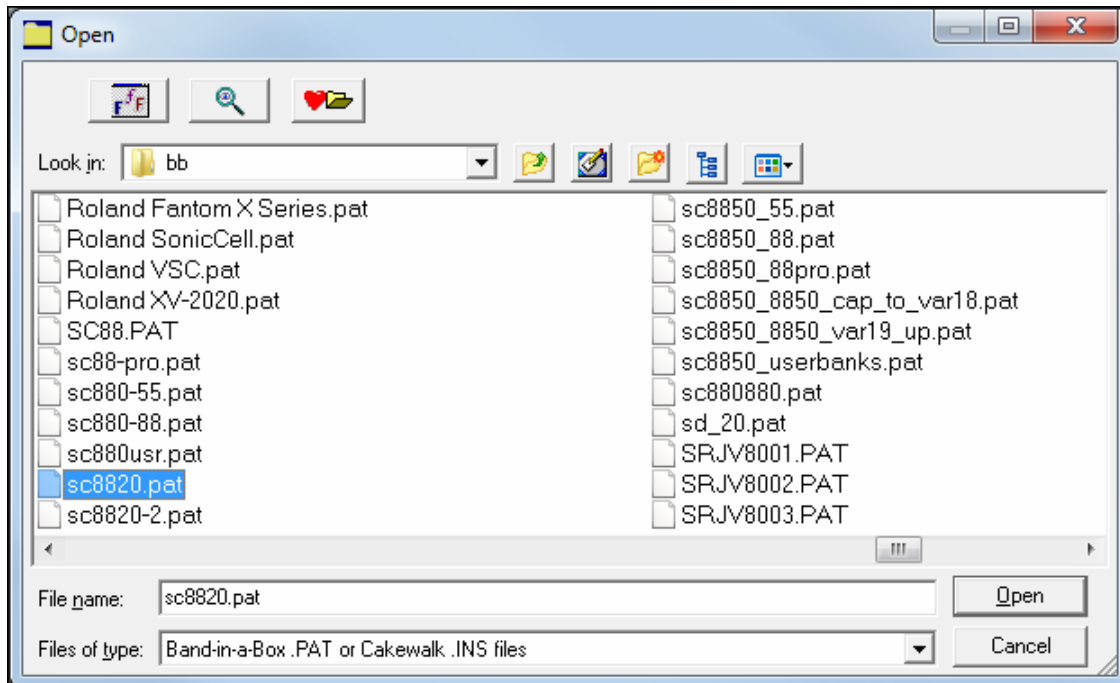 Open
F f F
Look in: bb
Roland Fantom X Series.pat
Roland SonicCell.pat
Roland VSC.pat
Roland XV-2020.pat
SC88.PAT
sc88-pro.pat
sc880-55.pat
sc880-88.pat
sc880usr.pat
sc8820.pat
sc8820-2.pat
sc8850_55.pat
sc8850_88.pat
sc8850_88pro.pat
sc8850_8850_cap_to_var18.pat
sc8850_8850_var19_up.pat
sc8850_userbanks.pat
sc880880.pat
sd_20.pat
SRJV8001.PAT
SRJV8002.PAT
SRJV8003.PAT
File name: sc8820.pat Open
Files of type: Band-in-a-Box .PAT or Cakewalk .INS files Cancel